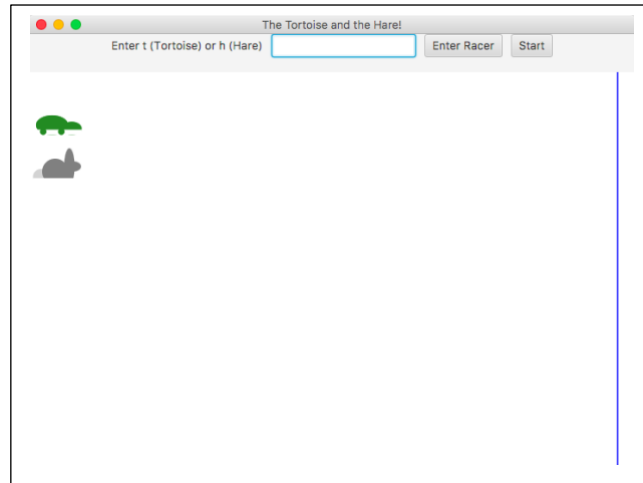 The Tortoise and the Hare!
Enter t (Tortoise) or h (Hare) Enter Racer Start